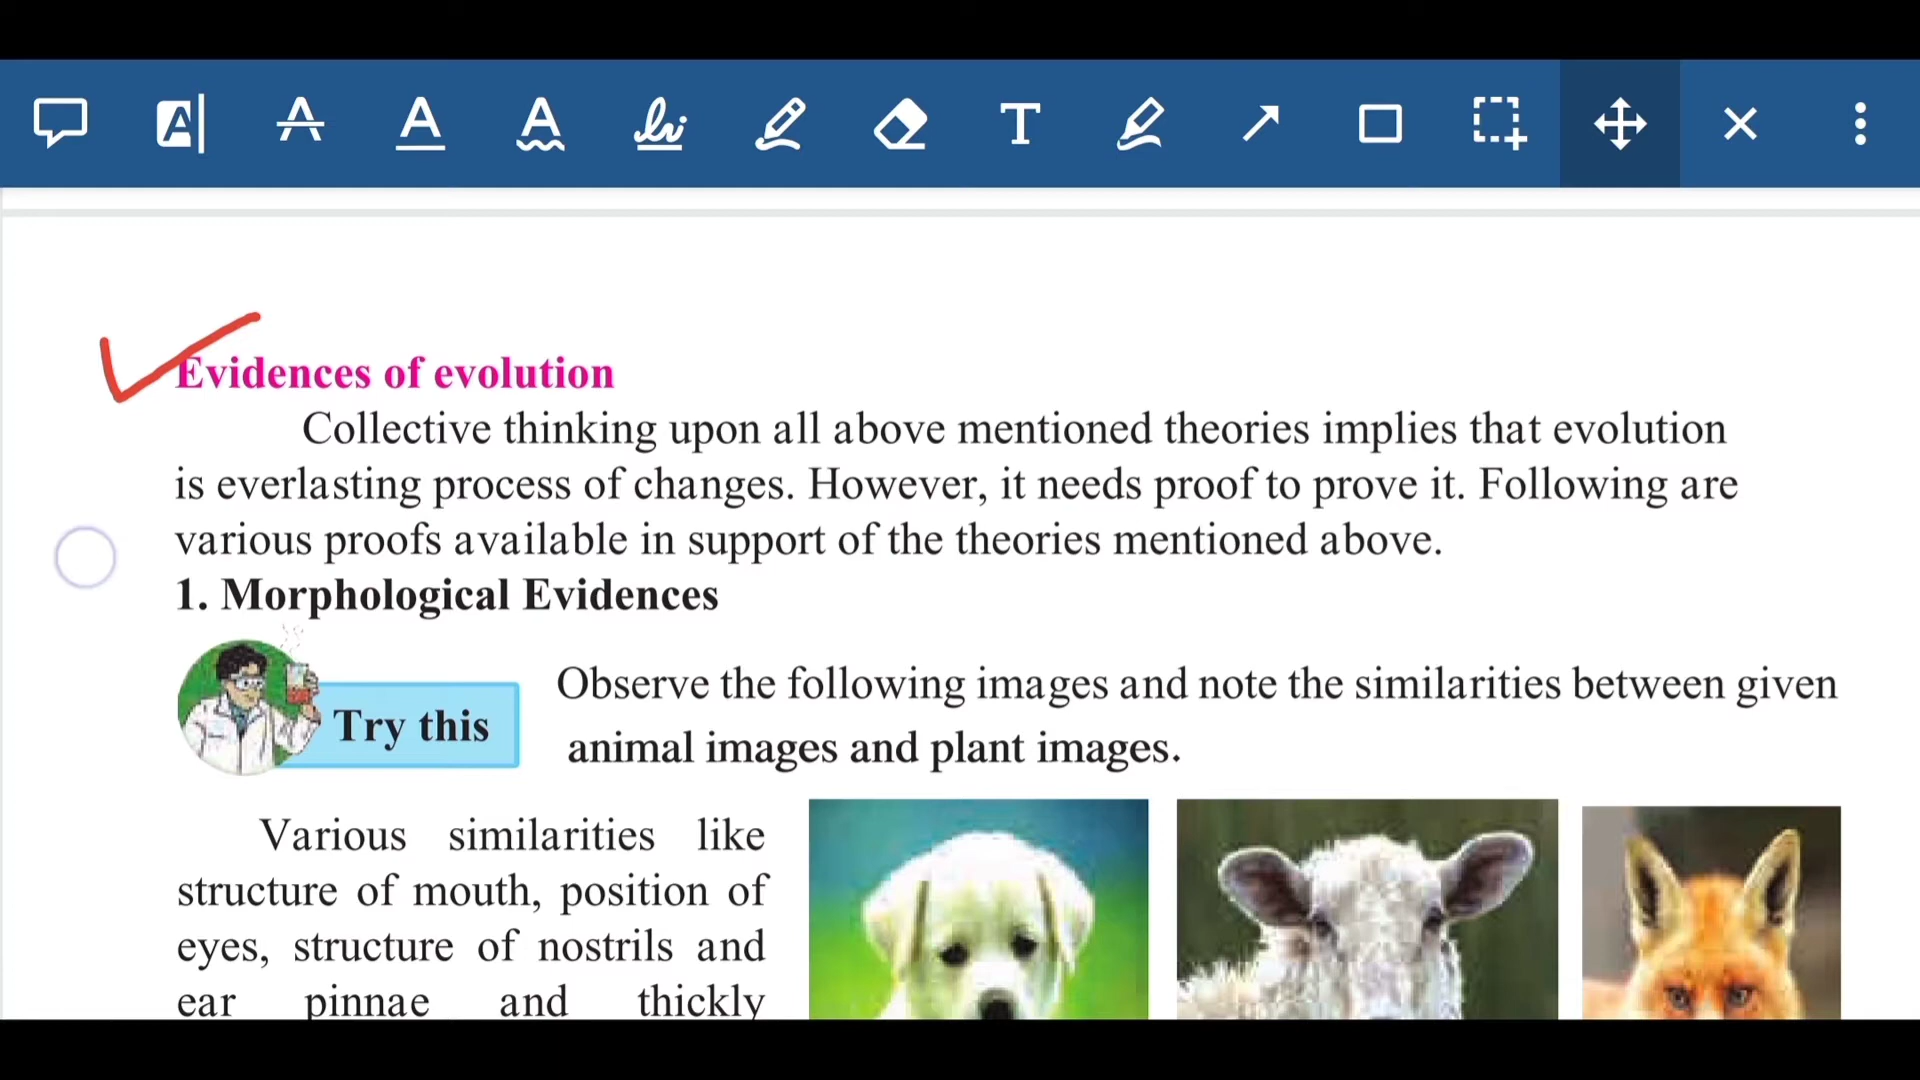 Evidences of evolution
Collective thinking upon all above mentioned theories implies that evolution
is everlasting process of changes. However, it needs proof to prove it. Following are
various proofs available in support of the theories mentioned above.
1. Morphological Evidences
Try this
Observe the following images and note the similarities between given
animal images and plant images.
Various similarities like
structure of mouth, position of
eyes, structure of nostrils and
ear pinnae and thickly